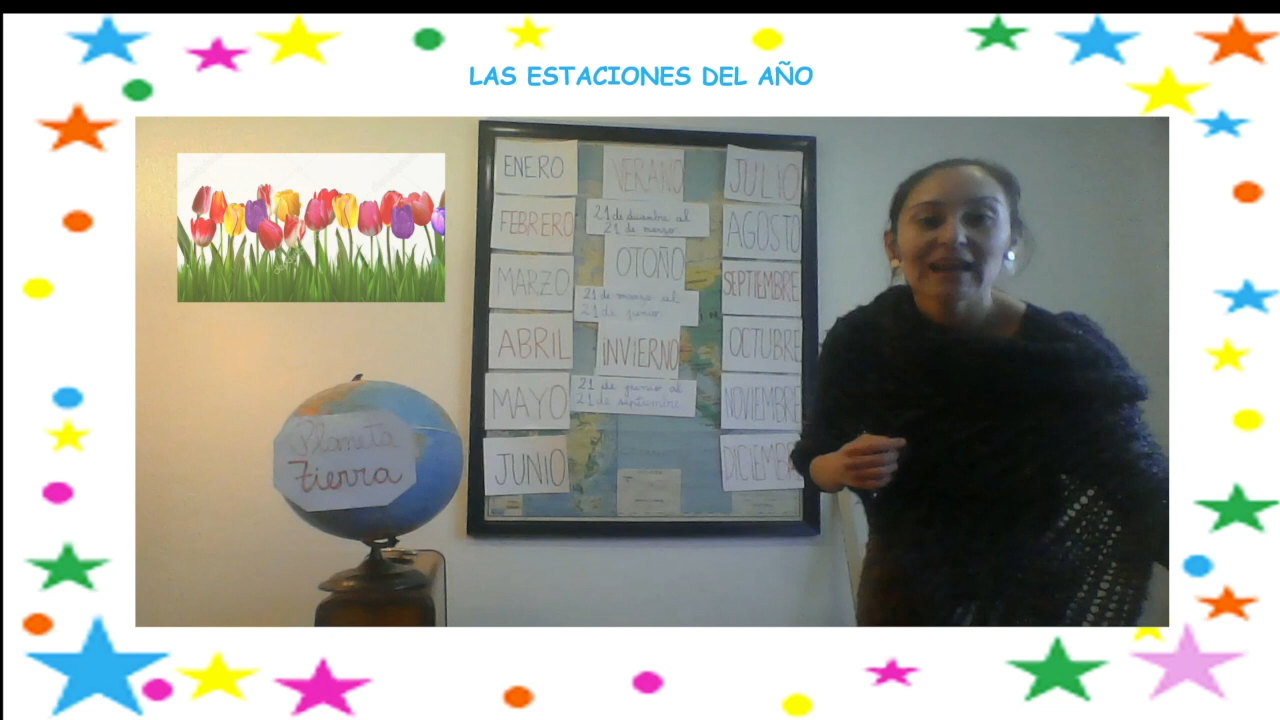 LAS ESTACIONES DEL AÑO
ENERO
FEBRERO
MARZO
ABRIL
MAYO
JUNIO
VERANO
21 de diciembre al
21 de marzo.
OTOÑO
21 de marzo al
21 de junio.
INVIERNO
21 de junio al
21 de septiembre.
JULIO
AGOSTO
SEPTIEMBRE
OCTUBRE
NOVIEMBRE
DICIEMBRE
Planeta
Tierra